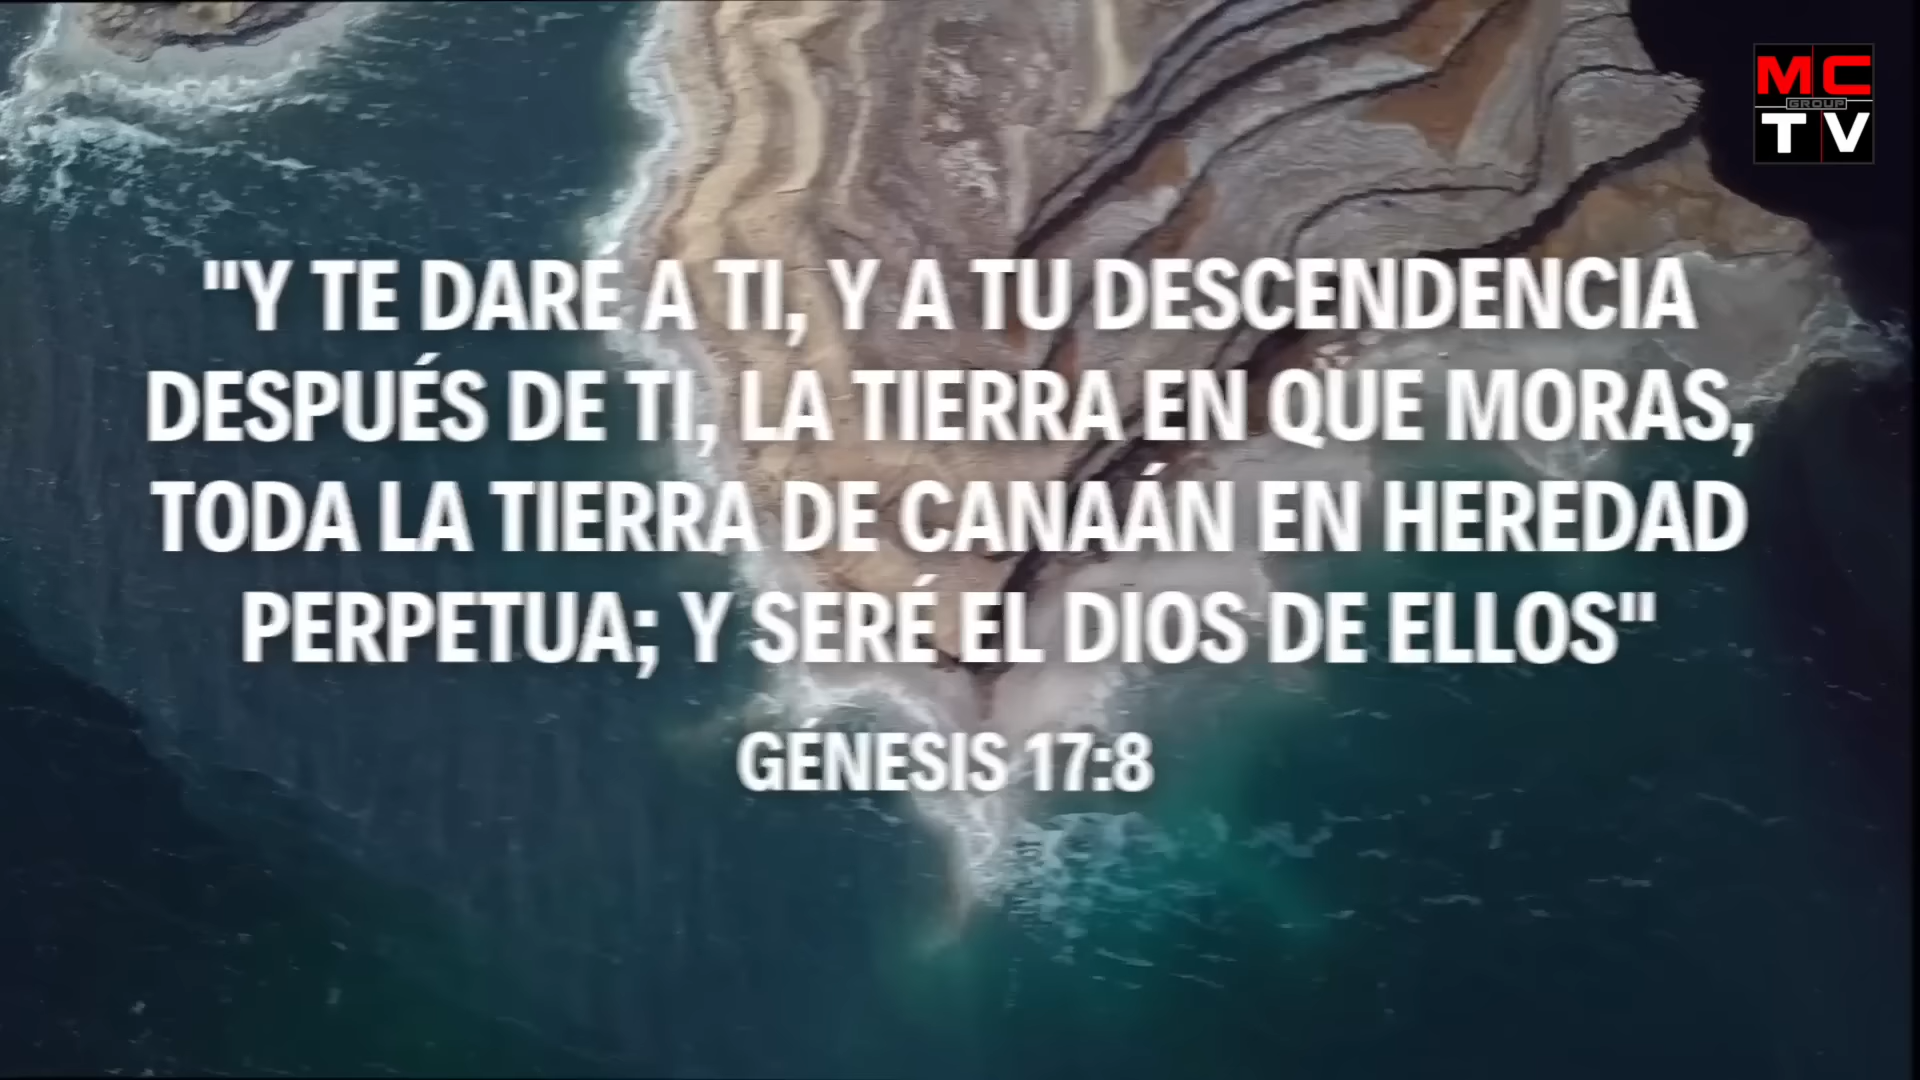 MC
GROUP
TV
"Y TE DARÉ A TI, Y A TU DESCENDENCIA
DESPUÉS DE TI, LA TIERRA EN QUE MORAS,
TODA LA TIERRA DE CANAÁN EN HEREDAD
PERPETUA; Y SERÉ EL DIOS DE ELLOS"
GÉNESIS 17:8